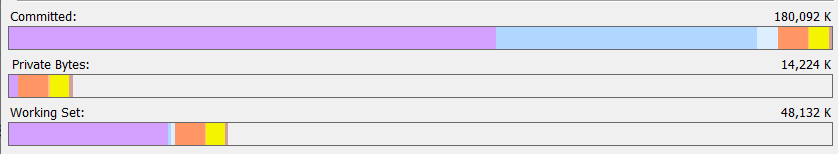 Committed: 180,092 K
Private Bytes: 14,224 K
Working Set: 48,132 K